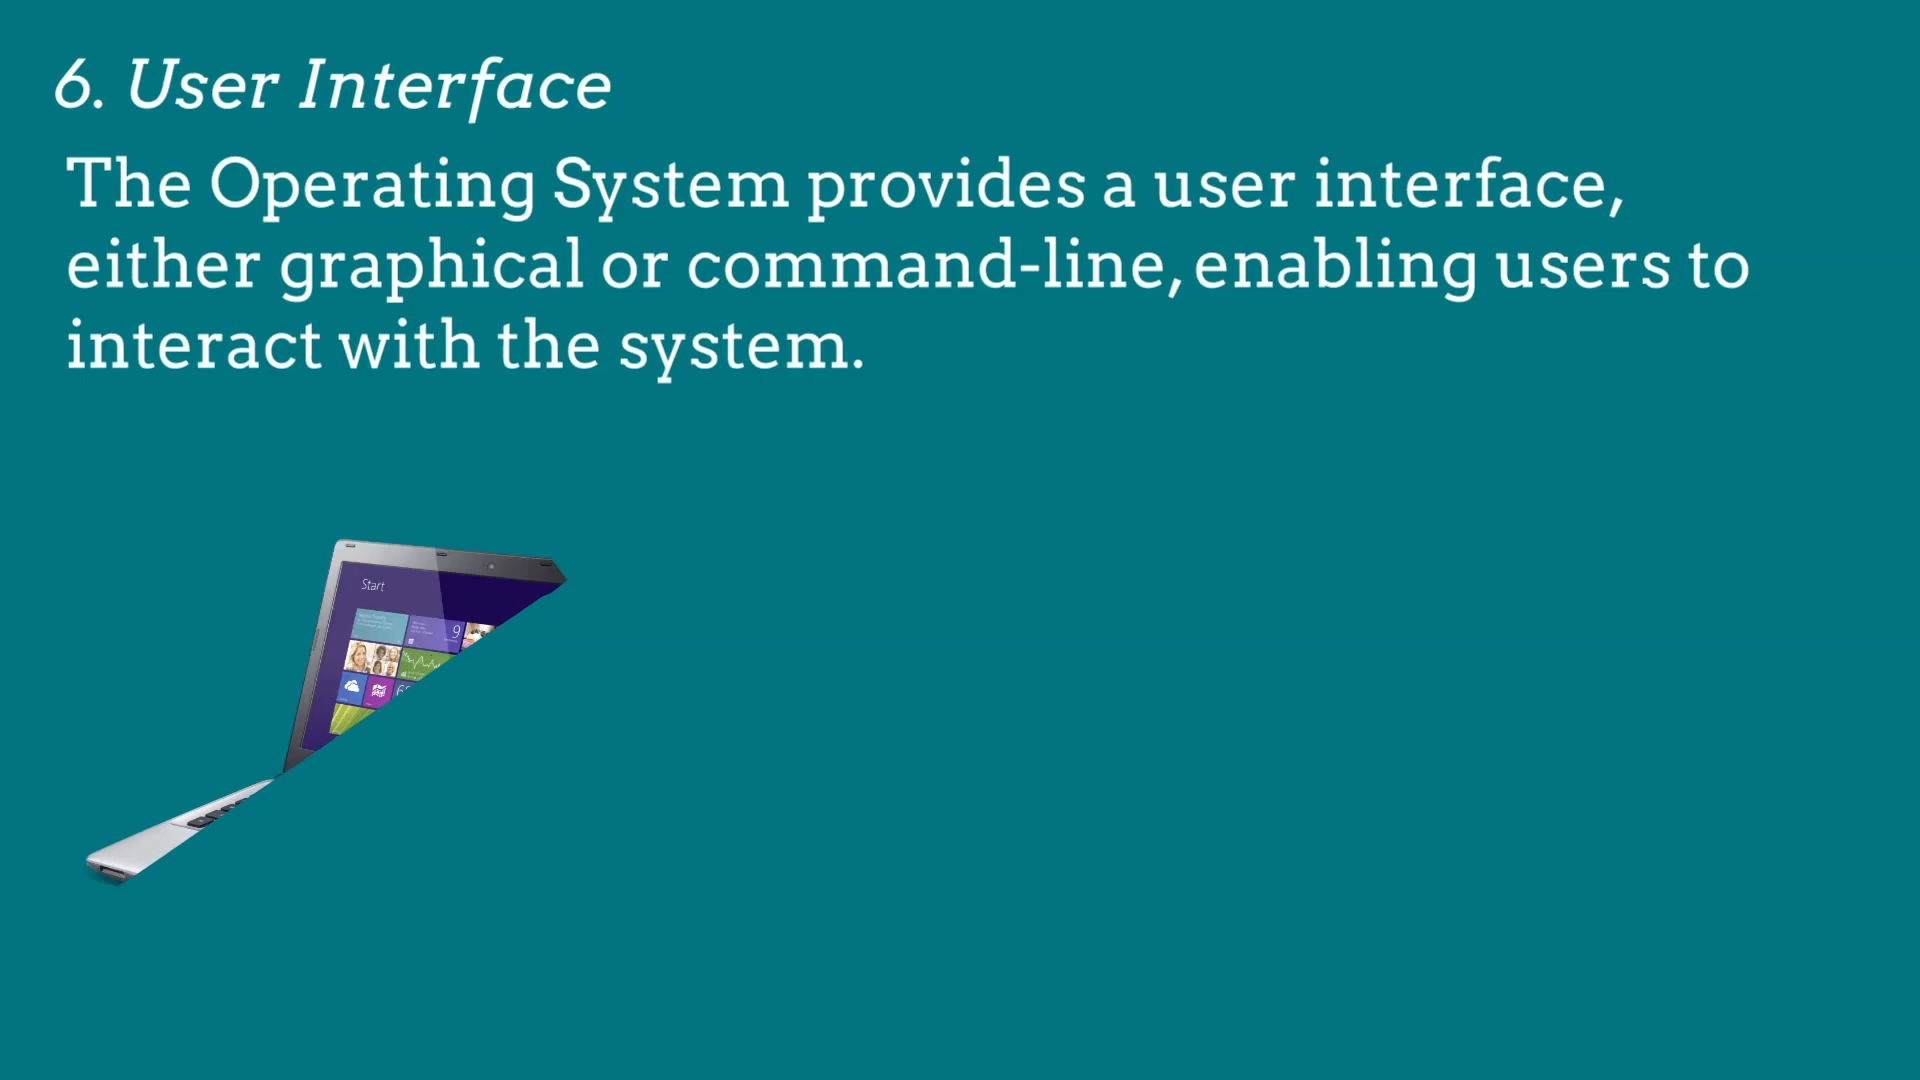 6. User Interface
The Operating System provides a user interface,
either graphical or command-line, enabling users to
interact with the system.
Start
9